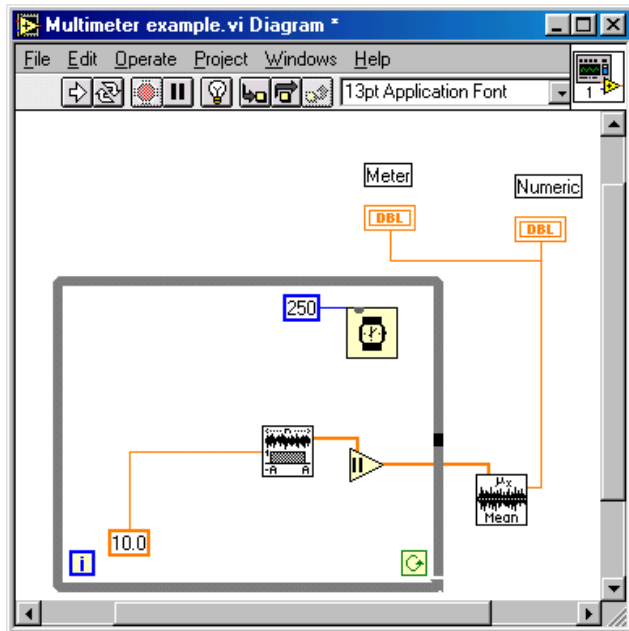 Multimeter example.vi Diagram *
File Edit Operate Project Windows Help
13pt Application Font
1
Meter
Numeric
DBL
DBL
250
-A A
μx
Mean
10.0
i